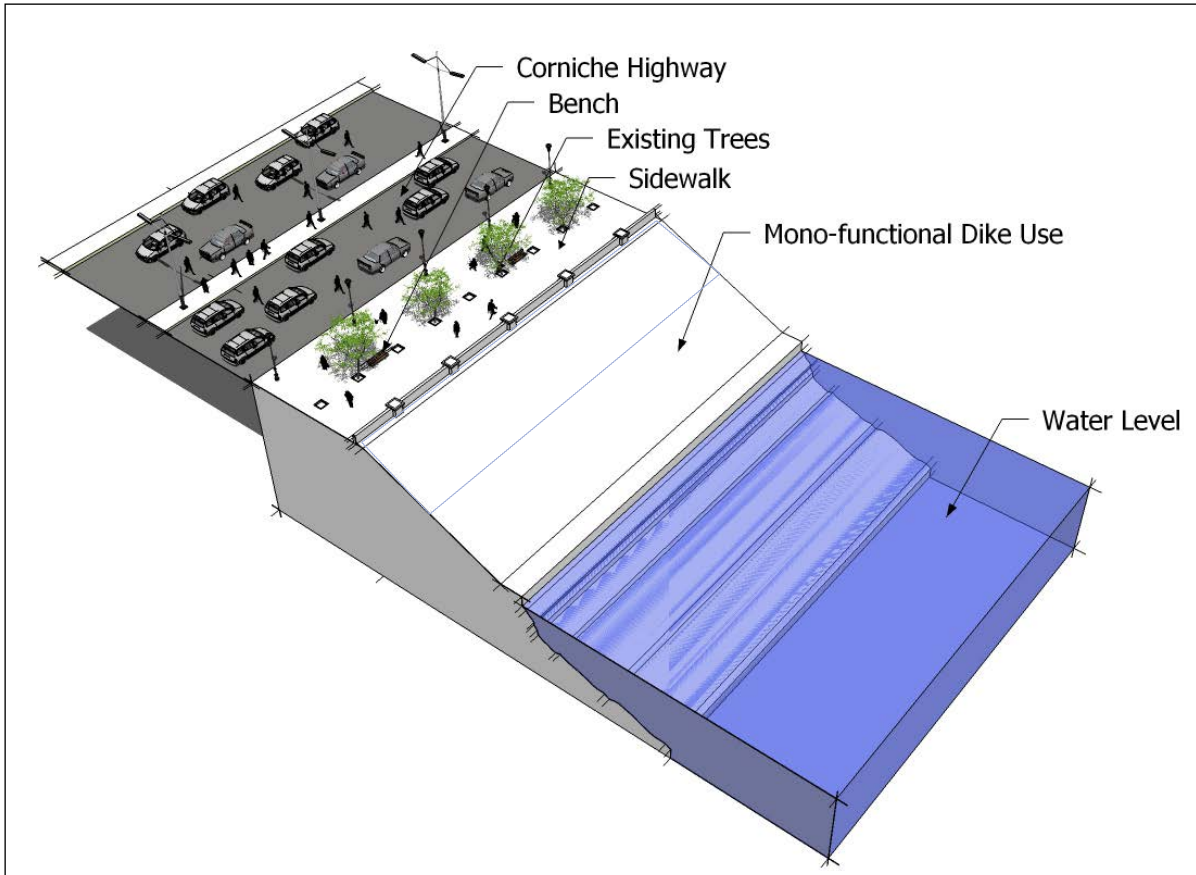 Corniche Highway
Bench
Existing Trees
Sidewalk
Mono-functional Dike Use
Water Level